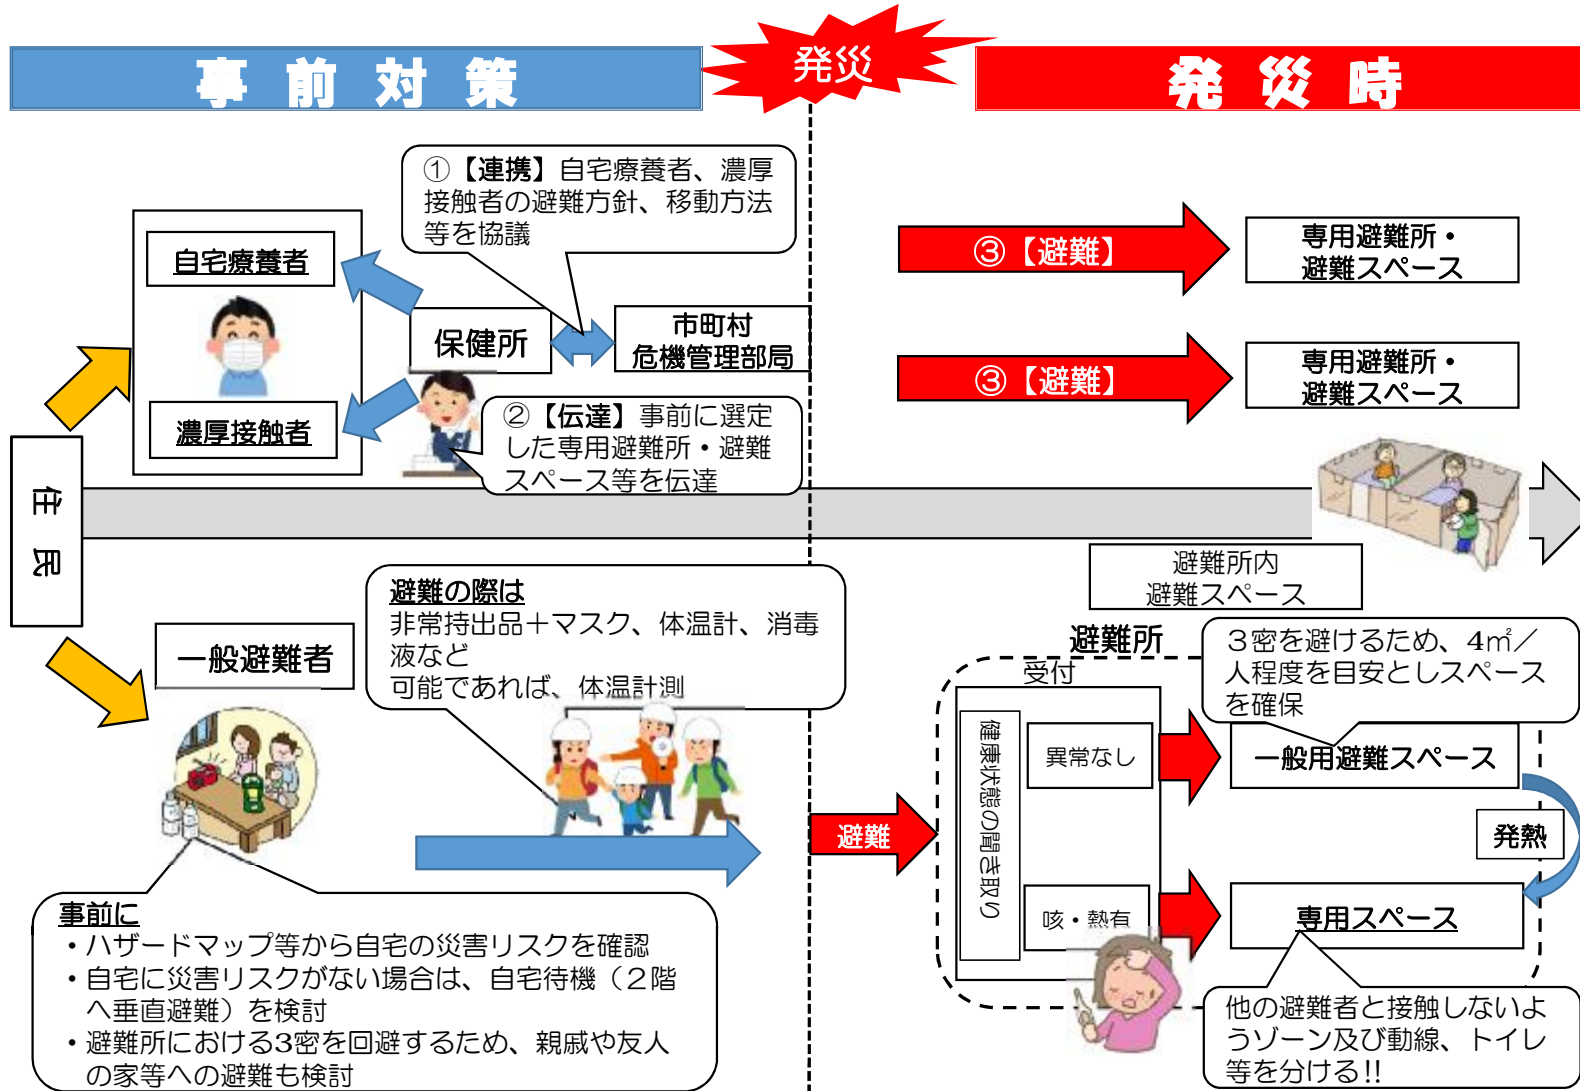 事前対策
発災
発災時
①【連携】自宅療養者、濃厚
接触者の避難方針、移動方法
等を協議
自宅療養者
保健所
市町村
危機管理部局
濃厚接触者
②【伝達】事前に選定
した専用避難所・避難
スペース等を伝達
③【避難】
専用避難所・
避難スペース
③【避難】
専用避難所・
避難スペース
住民
避難所内
避難スペース
一般避難者
避難の際は
非常持出品＋マスク、体温計、消毒
液など
可能であれば、体温計測
事前に
・ハザードマップ等から自宅の災害リスクを確認
・自宅に災害リスクがない場合は、自宅待機（２階
へ垂直避難）を検討
・避難所における3密を回避するため、親戚や友人
の家等への避難も検討
避難
避難所
受付
健康状態の聞き取り
異常なし
咳・熱有
３密を避けるため、4㎡／
人程度を目安としスペース
を確保
一般用避難スペース
発熱
専用スペース
他の避難者と接触しないよ
うゾーン及び動線、トイレ
等を分ける!!